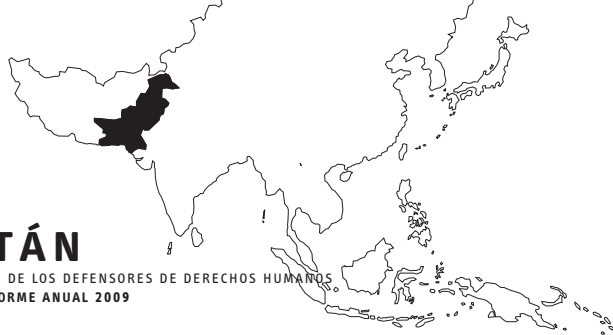 TÁN
DE LOS DEFENSORES DE DERECHOS HUMANOS
ORME ANUAL 2009